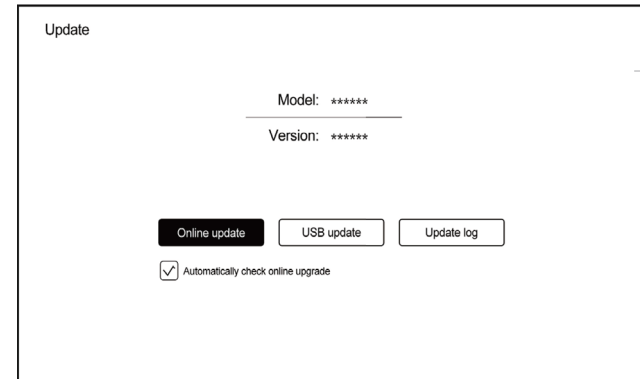 Update
Model: ******
Version: ******
Online update
USB update
Update log
Automatically check online upgrade